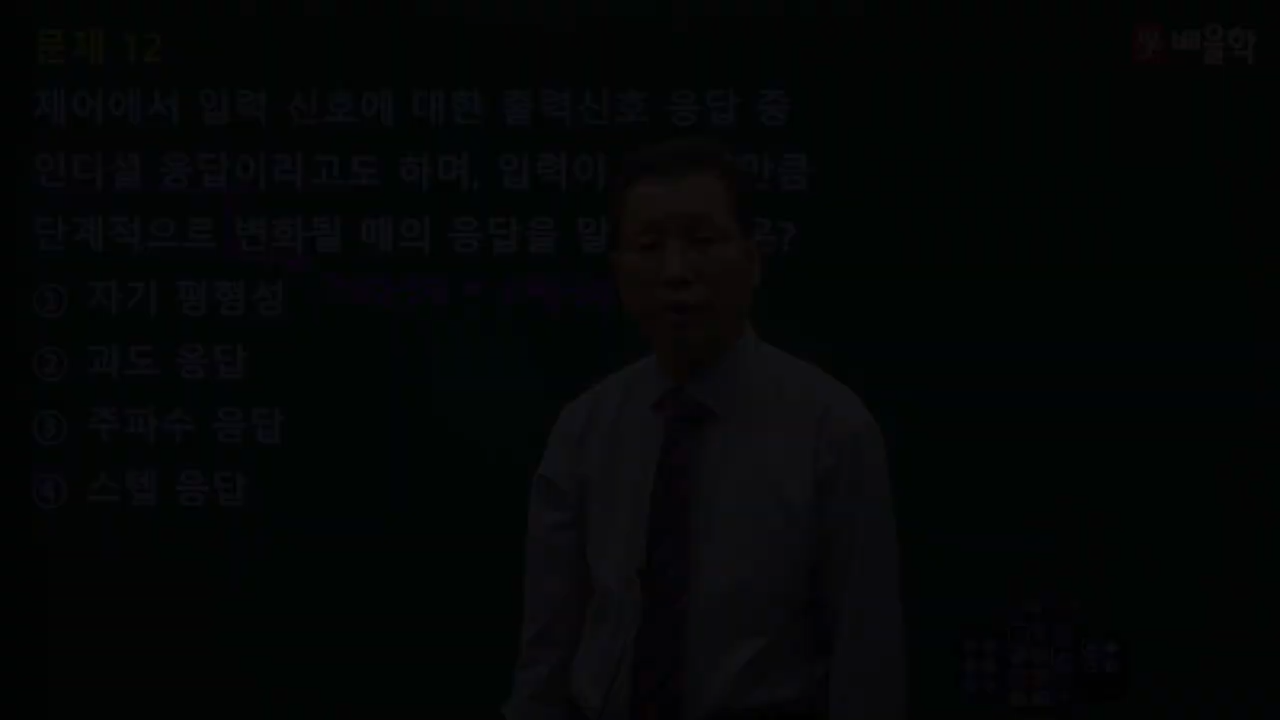 문제 12
배울학
제어에서 입력 신호에 대한 출력신호 응답 중
인디셜 응답이라고도 하며, 입력이 만큼
단계적으로 변화될 때의 응답을 말
① 자기 평형성
② 과도 응답
③ 주파수 응답
④ 스텝 응답